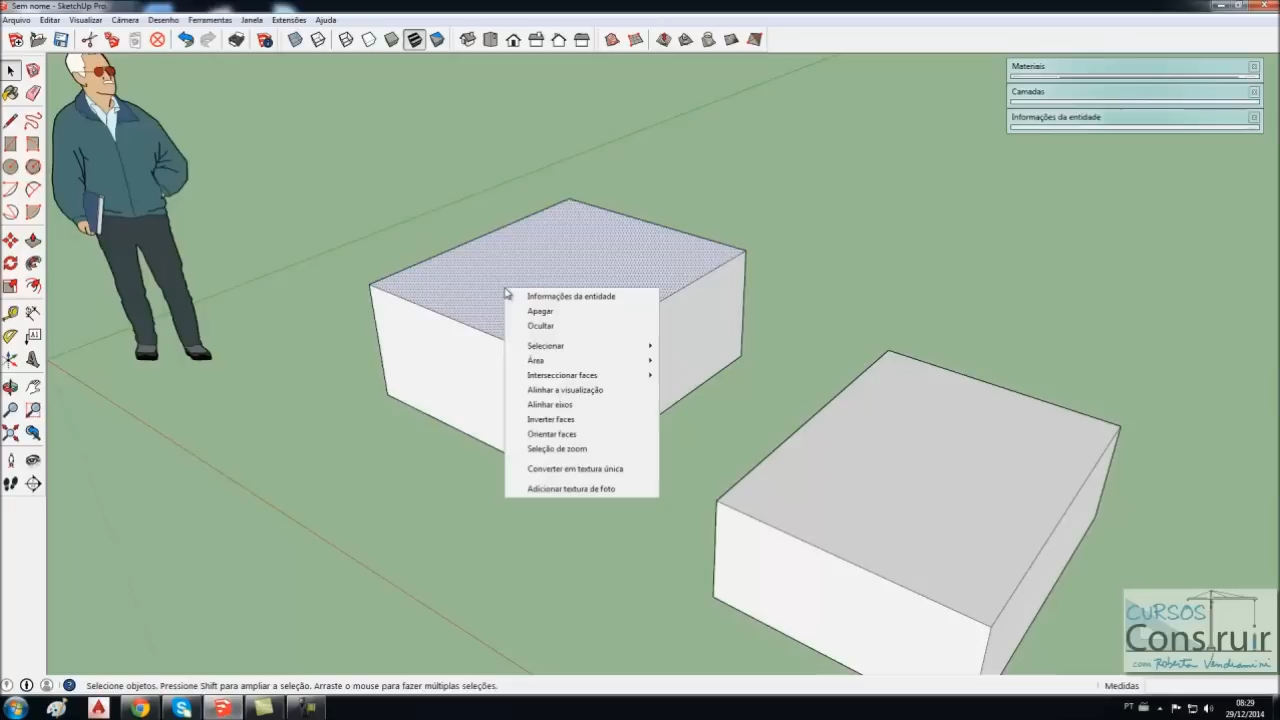 Sem nome - SketchUp Pro
Arquivo Editar Visualizar Câmera Desenho Ferramentas Janela Extensões Ajuda
Materiais
Camadas
Informações da entidade
Informações da entidade
Apagar
Ocultar
Selecionar
Área
Interseccionar faces
Alinhar a visualização
Alinhar eixos
Inverter faces
Orientar faces
Seleção de zoom
Converter em textura única
Adicionar textura de foto
CURSOS
Construir
com Roberta Vendramini
Selecione objetos. Pressione Shift para ampliar a seleção. Arraste o mouse para fazer múltiplas seleções.
Medidas
PT
08:29
29/12/2014